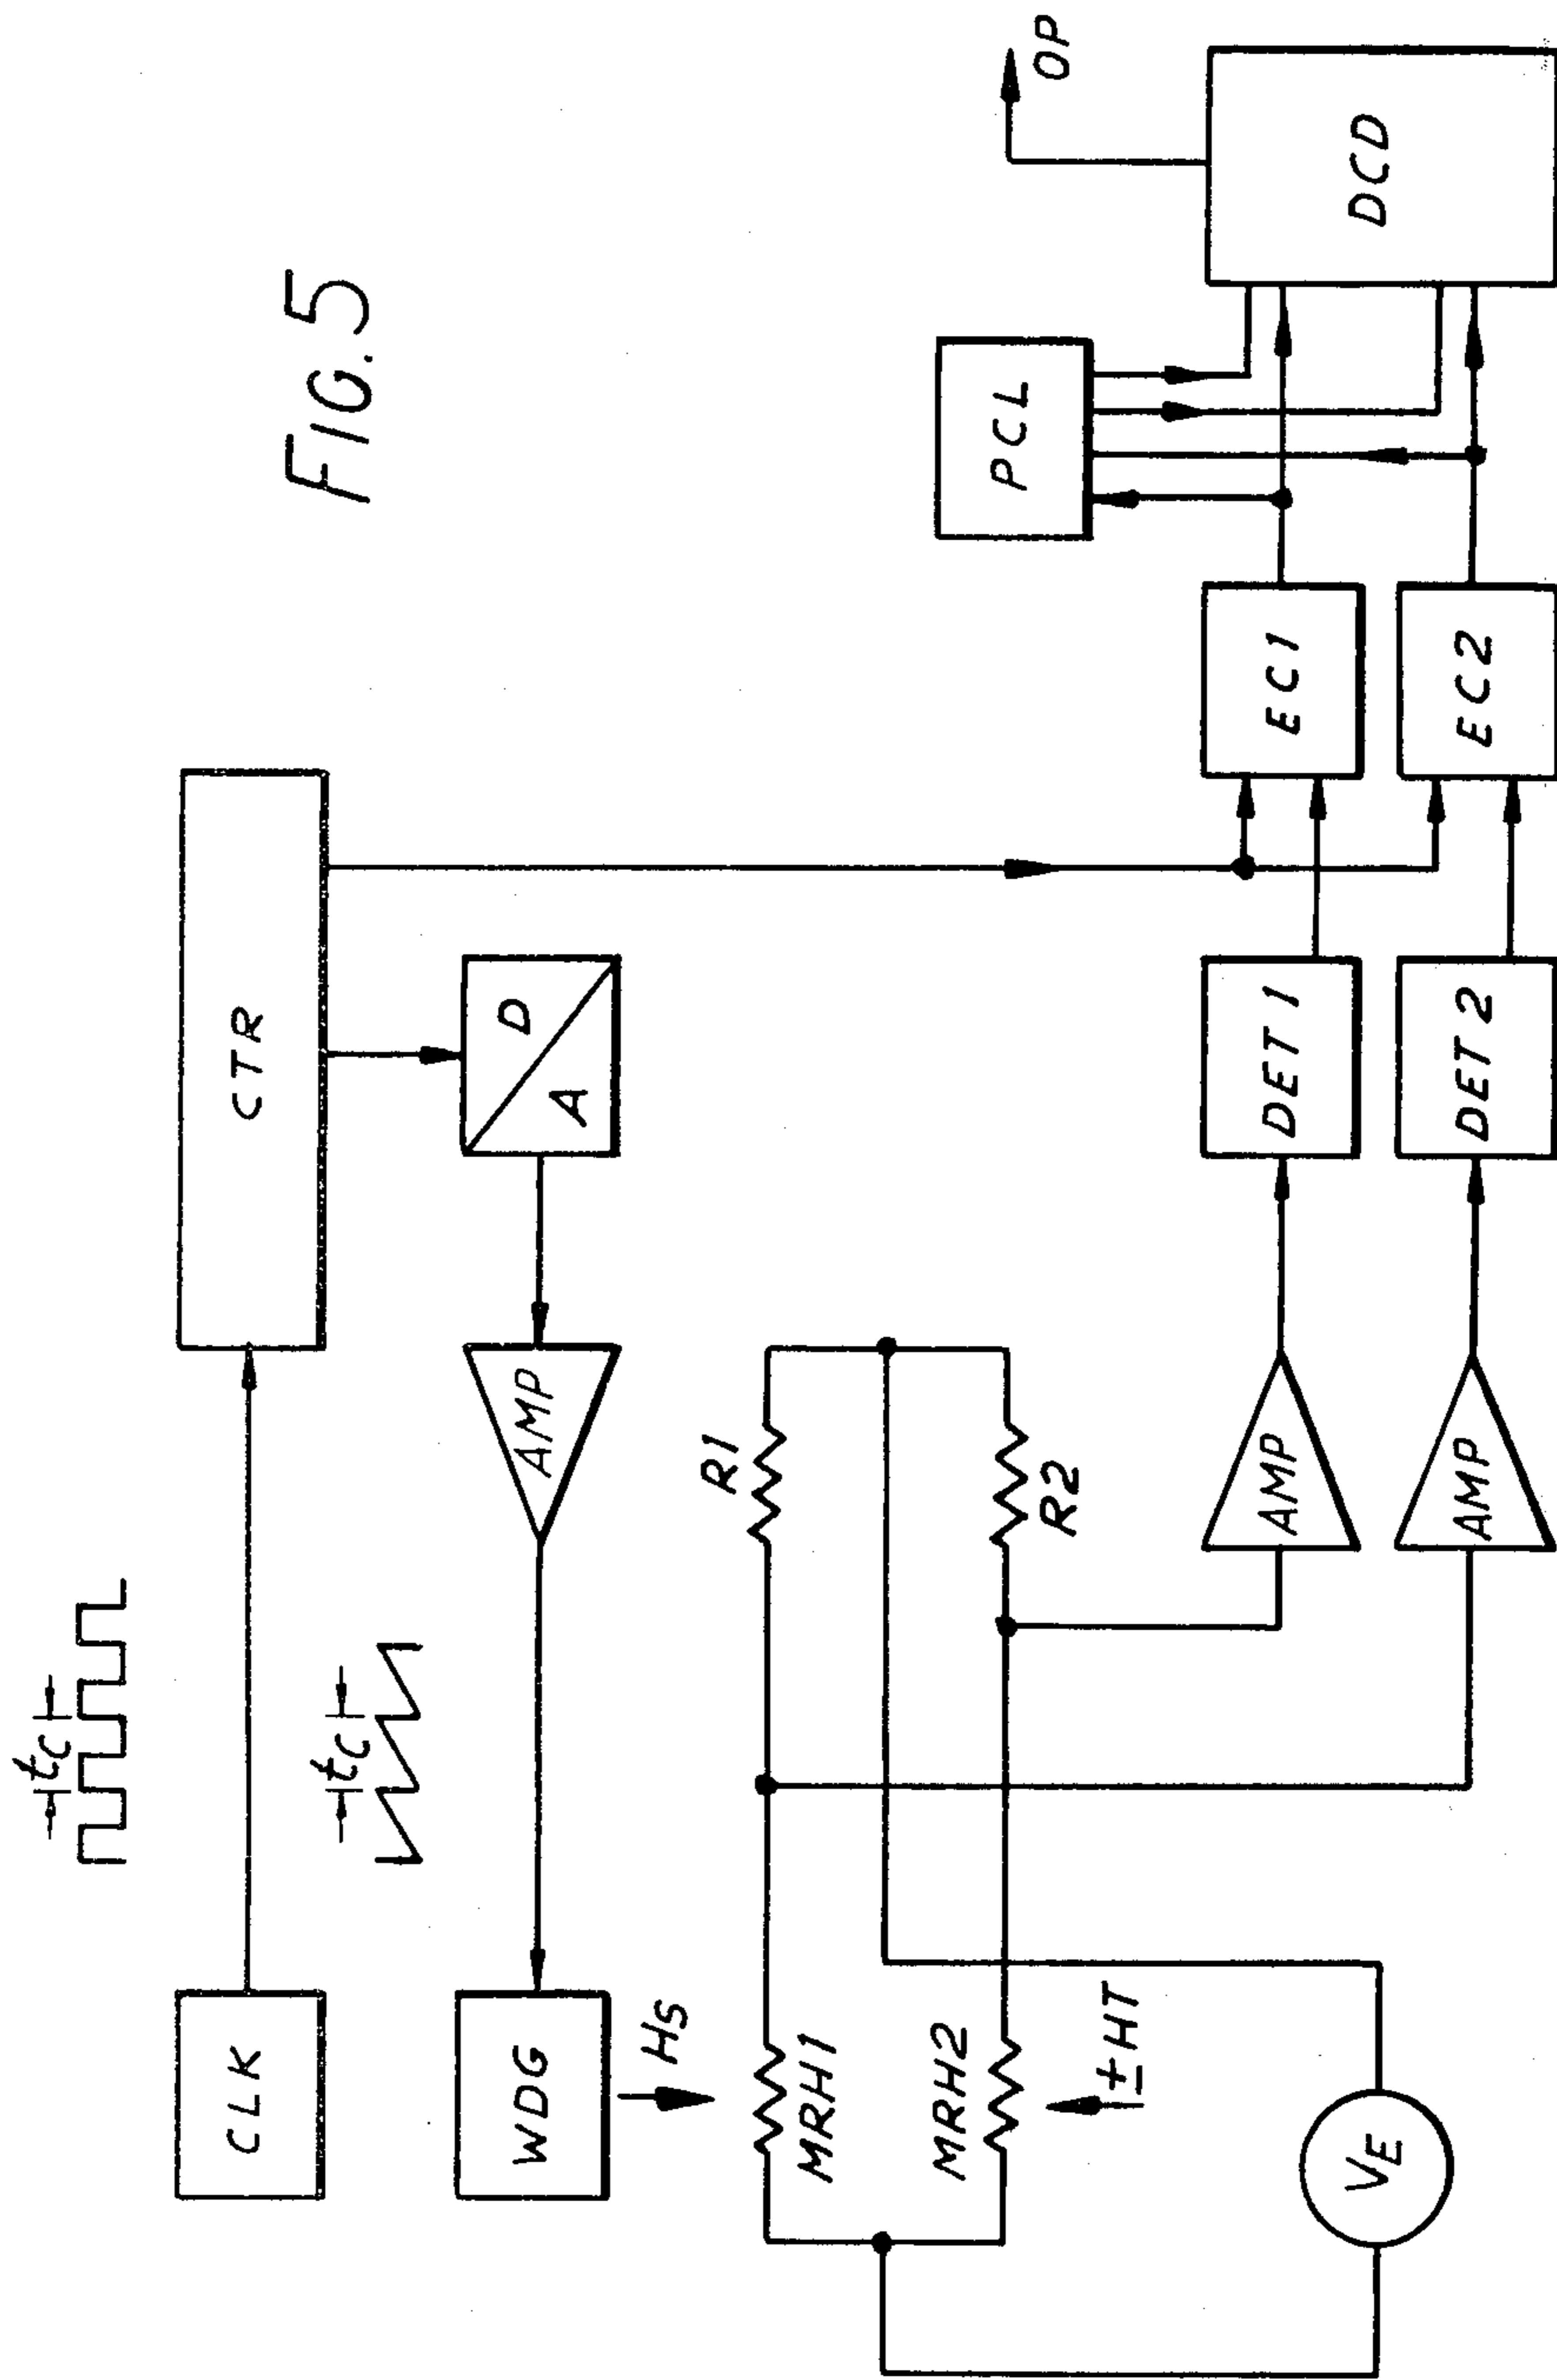 FIG. 5
tc
CLK
CTR
tc
WDG
AMP
D
A
Hs
MRH1
R1
MRH2
R2
±HT
VE
AMP
AMP
DET 1
DET 2
EC1
EC2
PCL
DCD
OP